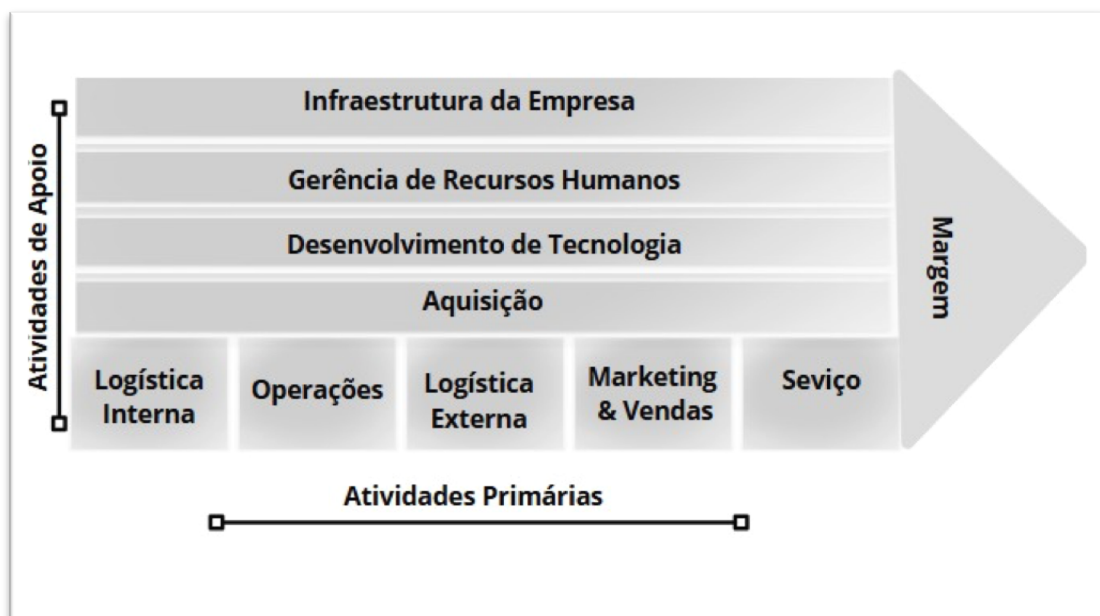 Infraestrutura da Empresa
Gerência de Recursos Humanos
Desenvolvimento de Tecnologia
Aquisição
Atividades de Apoio
Logística
Interna
Operações
Logística
Externa
Marketing
& Vendas
Seviço
Margem
Atividades Primárias